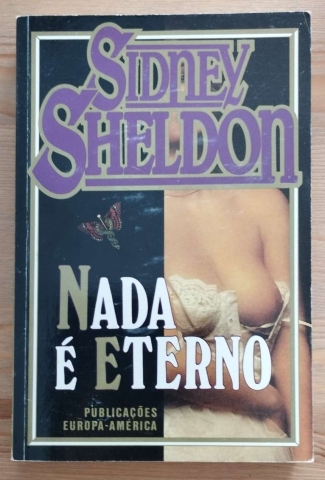 SIDNEY
SHELDON
NADA
É ETERNO
PUBLICAÇÕES
EUROPA-AMÉRICA